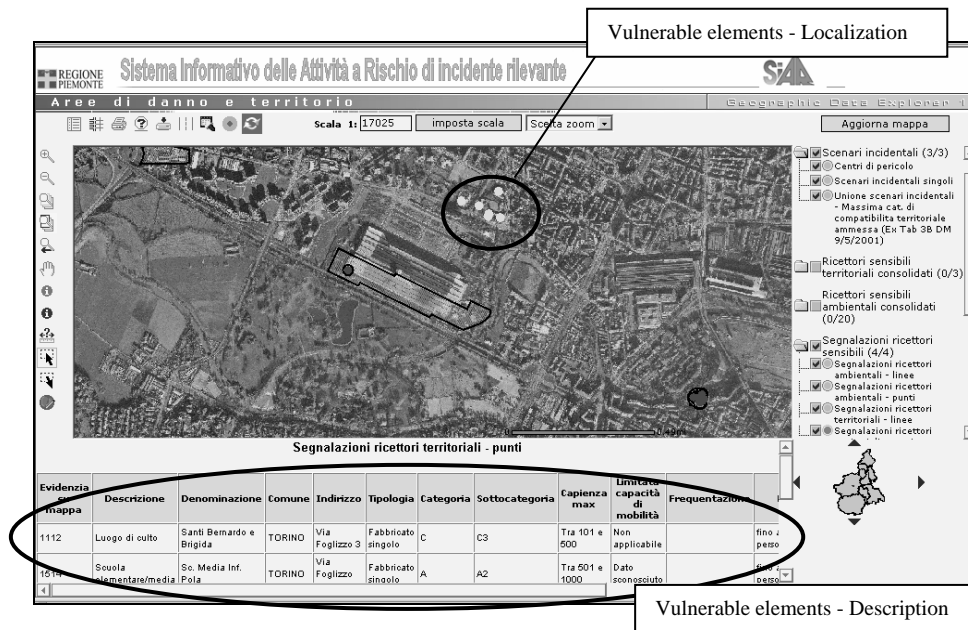 Vulnerable elements - Localization
REGIONE
PIEMONTE
Sistema Informativo delle Attività a Rischio di incidente rilevante
Aree di danno e territorio
Geographic Data Explorer
Scala 1: 17025 imposta scala Scelta zoom Aggiorna mappa
Scenari incidentali (3/3)
Centri di pericolo
Scenari incidentali singoli
Unione scenari incidentali
- Massima cat. di
compatibilita territoriale
ammessa (Ex Tab 3B DM
9/5/2001)
Ricettori sensibili
territoriali consolidati (0/3)
Ricettori sensibili
ambientali consolidati
(0/20)
Segnalazioni ricettori
sensibili (4/4)
Segnalazioni ricettori
ambientali - linee
Segnalazioni ricettori
ambientali - punti
Segnalazioni ricettori
territoriali - linee
Segnalazioni ricettori
Segnalazioni ricettori territoriali - punti
Evidenzia su mappa Descrizione Denominazione Comune Indirizzo Tipologia Categoria Sottocategoria Capienza max Limitata capacità di mobilità Frequentazione
1112 Luogo di culto Santi Bernardo e Brigida TORINO Via Foglizzo 3 Fabbricato singolo C C3 Tra 101 e 500 Non applicabile
Scuola elementare/media Sc. Media Inf. Pola TORINO Via Foglizzo Fabbricato singolo A A2 Tra 501 e 1000 Dato sconosciuto
Vulnerable elements - Description